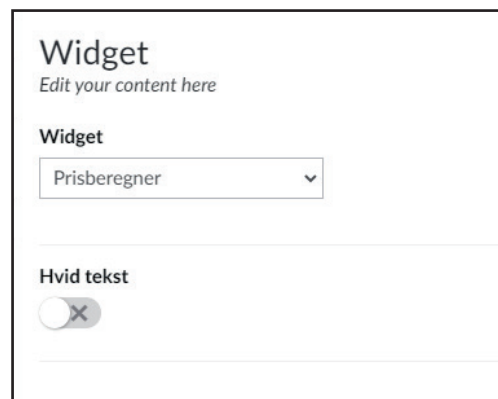 Widget
Edit your content here
Widget
Prisberegner
Hvid tekst